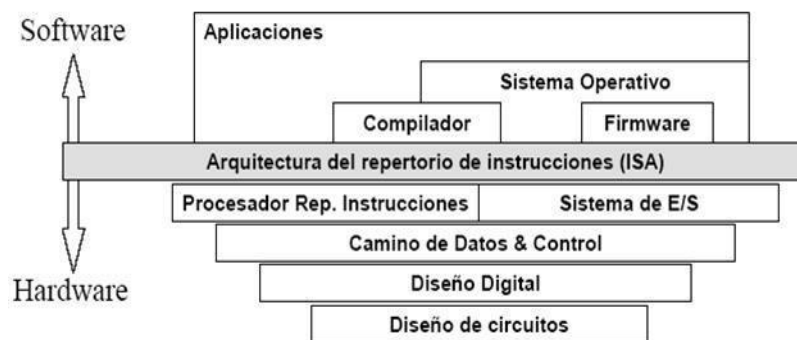 Software
Aplicaciones
Sistema Operativo
Compilador
Firmware
Arquitectura del repertorio de instrucciones (ISA)
Procesador Rep. Instrucciones
Sistema de E/S
Camino de Datos & Control
Diseño Digital
Hardware
Diseño de circuitos